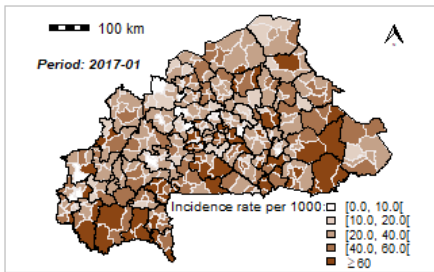 100 km
Period: 2017-01
Incidence rate per 1000:
[0.0, 10.0[
[10.0, 20.0[
[20.0, 40.0[
[40.0, 60.0[
≥60